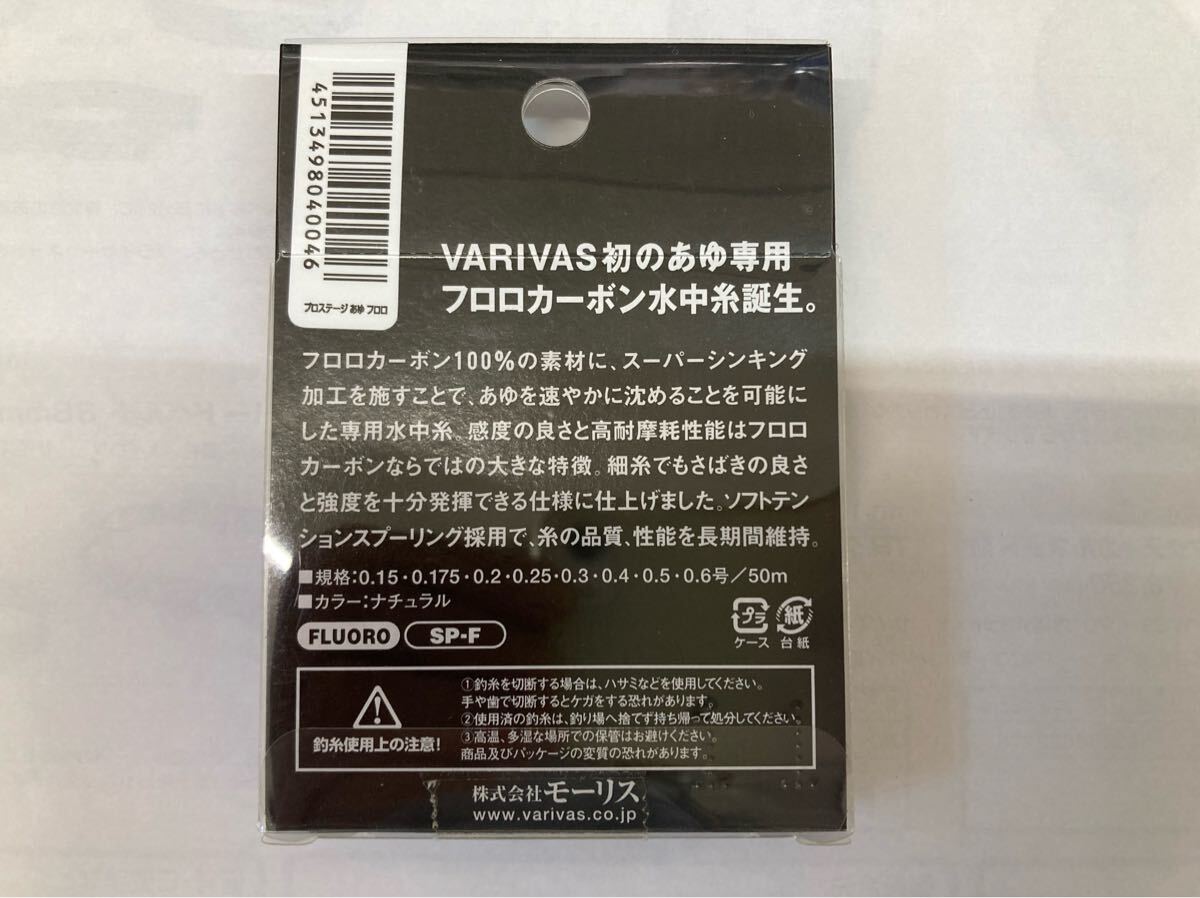 4513498040046
プロステージ あゆ フロロ
VARIVAS初のあゆ専用
フロロカーボン水中糸誕生。
フロロカーボン100%の素材に、スーパーシンキング
加工を施すことで、あゆを速やかに沈めることを可能に
した専用水中糸。感度の良さと高耐摩耗性能はフロロ
カーボンならではの大きな特徴。細糸でもさばきの良さ
と強度を十分発揮できる仕様に仕上げました。ソフトテン
ションスプーリング採用で、糸の品質、性能を長期間維持。
■規格:0.15・0.175・0.2・0.25・0.3・0.4・0.5・0.6号/50m
■カラー:ナチュラル
FLUORO SP-F
プラ 紙
ケース 台紙
①釣糸を切断する場合は、ハサミなどを使用してください。
手や歯で切断するとケガをする恐れがあります。
②使用済の釣糸は、釣り場へ捨てず持ち帰って処分してください。
③高温、多湿な場所での保管はお避けください。
商品及びパッケージの変質の恐れがあります。
釣糸使用上の注意!
株式会社モーリス
www.varivas.co.jp